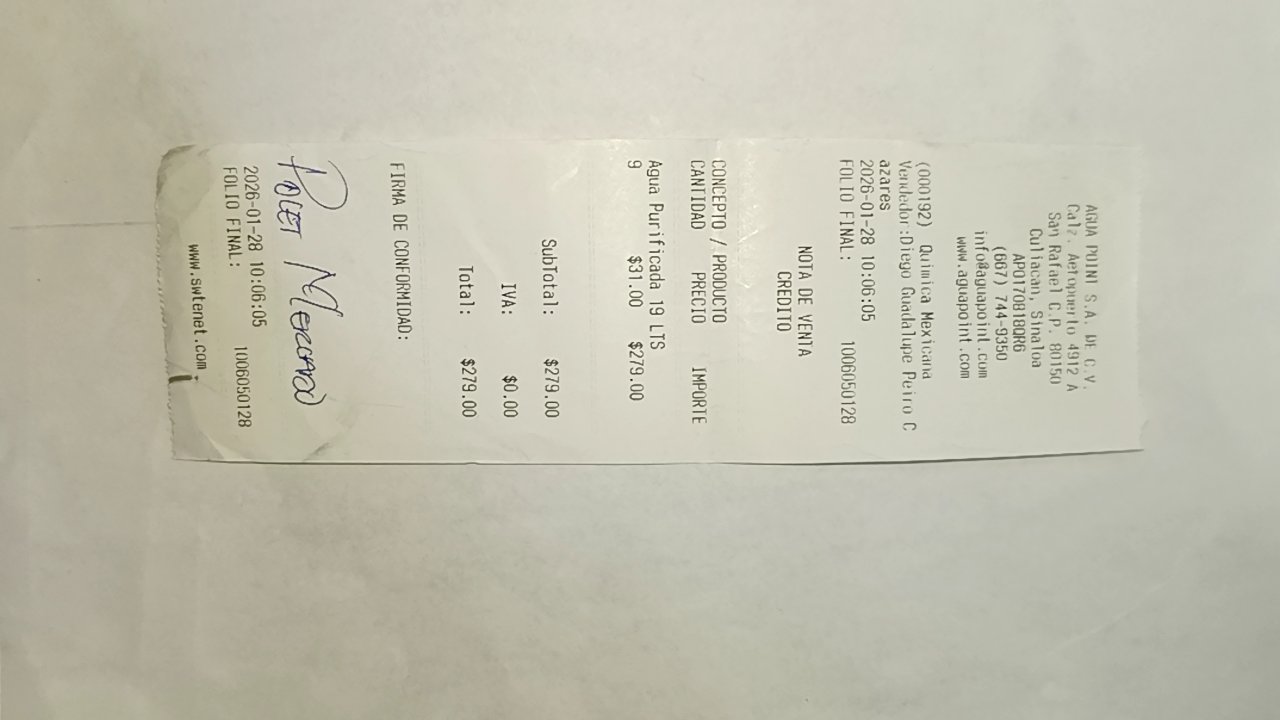 AGUA POINT S.A. DE C.V.
Calz. Aeropuerto 4912 A
San Rafael C.P. 80150
Culiacan, Sinaloa
APO170818QR6
(667) 744-9350
info@aguapoint.com
www.aguapoint.com
(000192) Quimica Mexicana
Vendedor:Diego Guadalupe Peiro C
azares
2026-01-28 10:06:05
FOLIO FINAL: 1006050128
NOTA DE VENTA
CREDITO
CONCEPTO / PRODUCTO
CANTIDAD PRECIO IMPORTE
Agua Purificada 19 LTS
9 $31.00 $279.00
SubTotal: $279.00
IVA: $0.00
Total: $279.00
FIRMA DE CONFORMIDAD:
POLET MERCADO
2026-01-28 10:06:05
FOLIO FINAL: 1006050128
www.swtenet.com